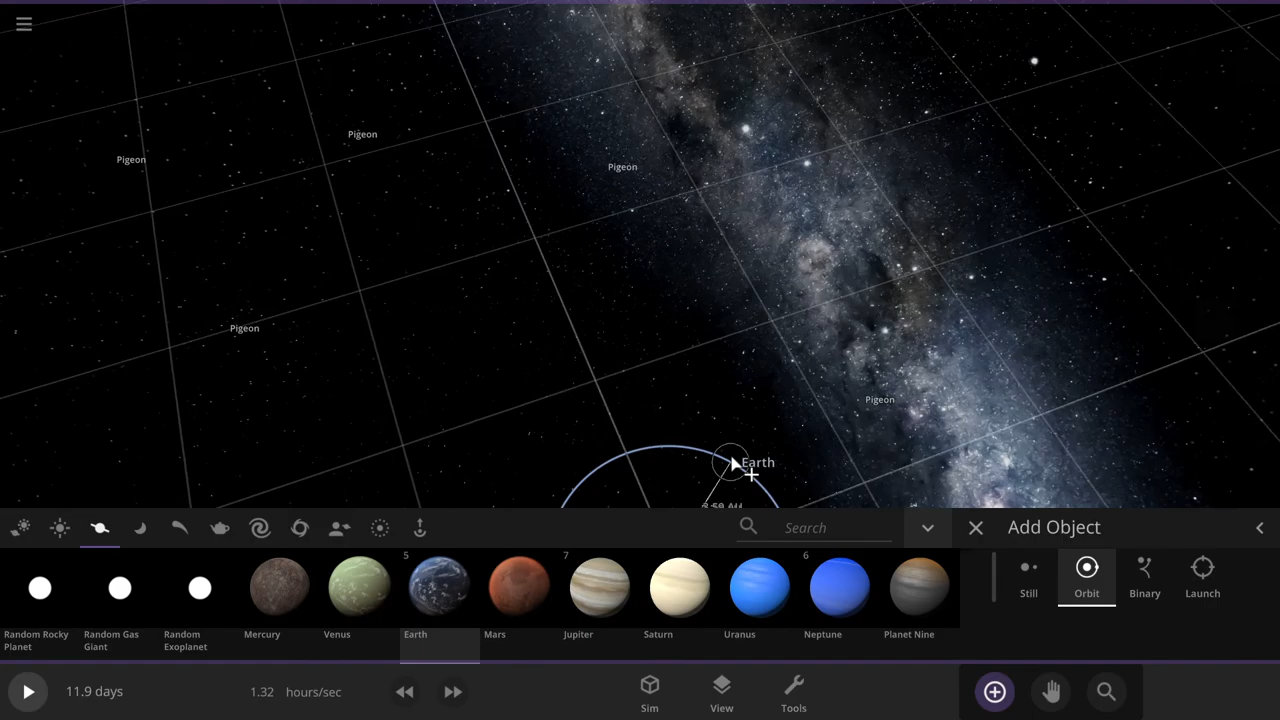 Pigeon
Pigeon
Pigeon
Pigeon
Pigeon
Earth
Search
Add Object
5
7
6
Still
Orbit
Binary
Launch
Random Rocky Planet
Random Gas Giant
Random Exoplanet
Mercury
Venus
Earth
Mars
Jupiter
Saturn
Uranus
Neptune
Planet Nine
11.9 days
1.32 hours/sec
Sim
View
Tools